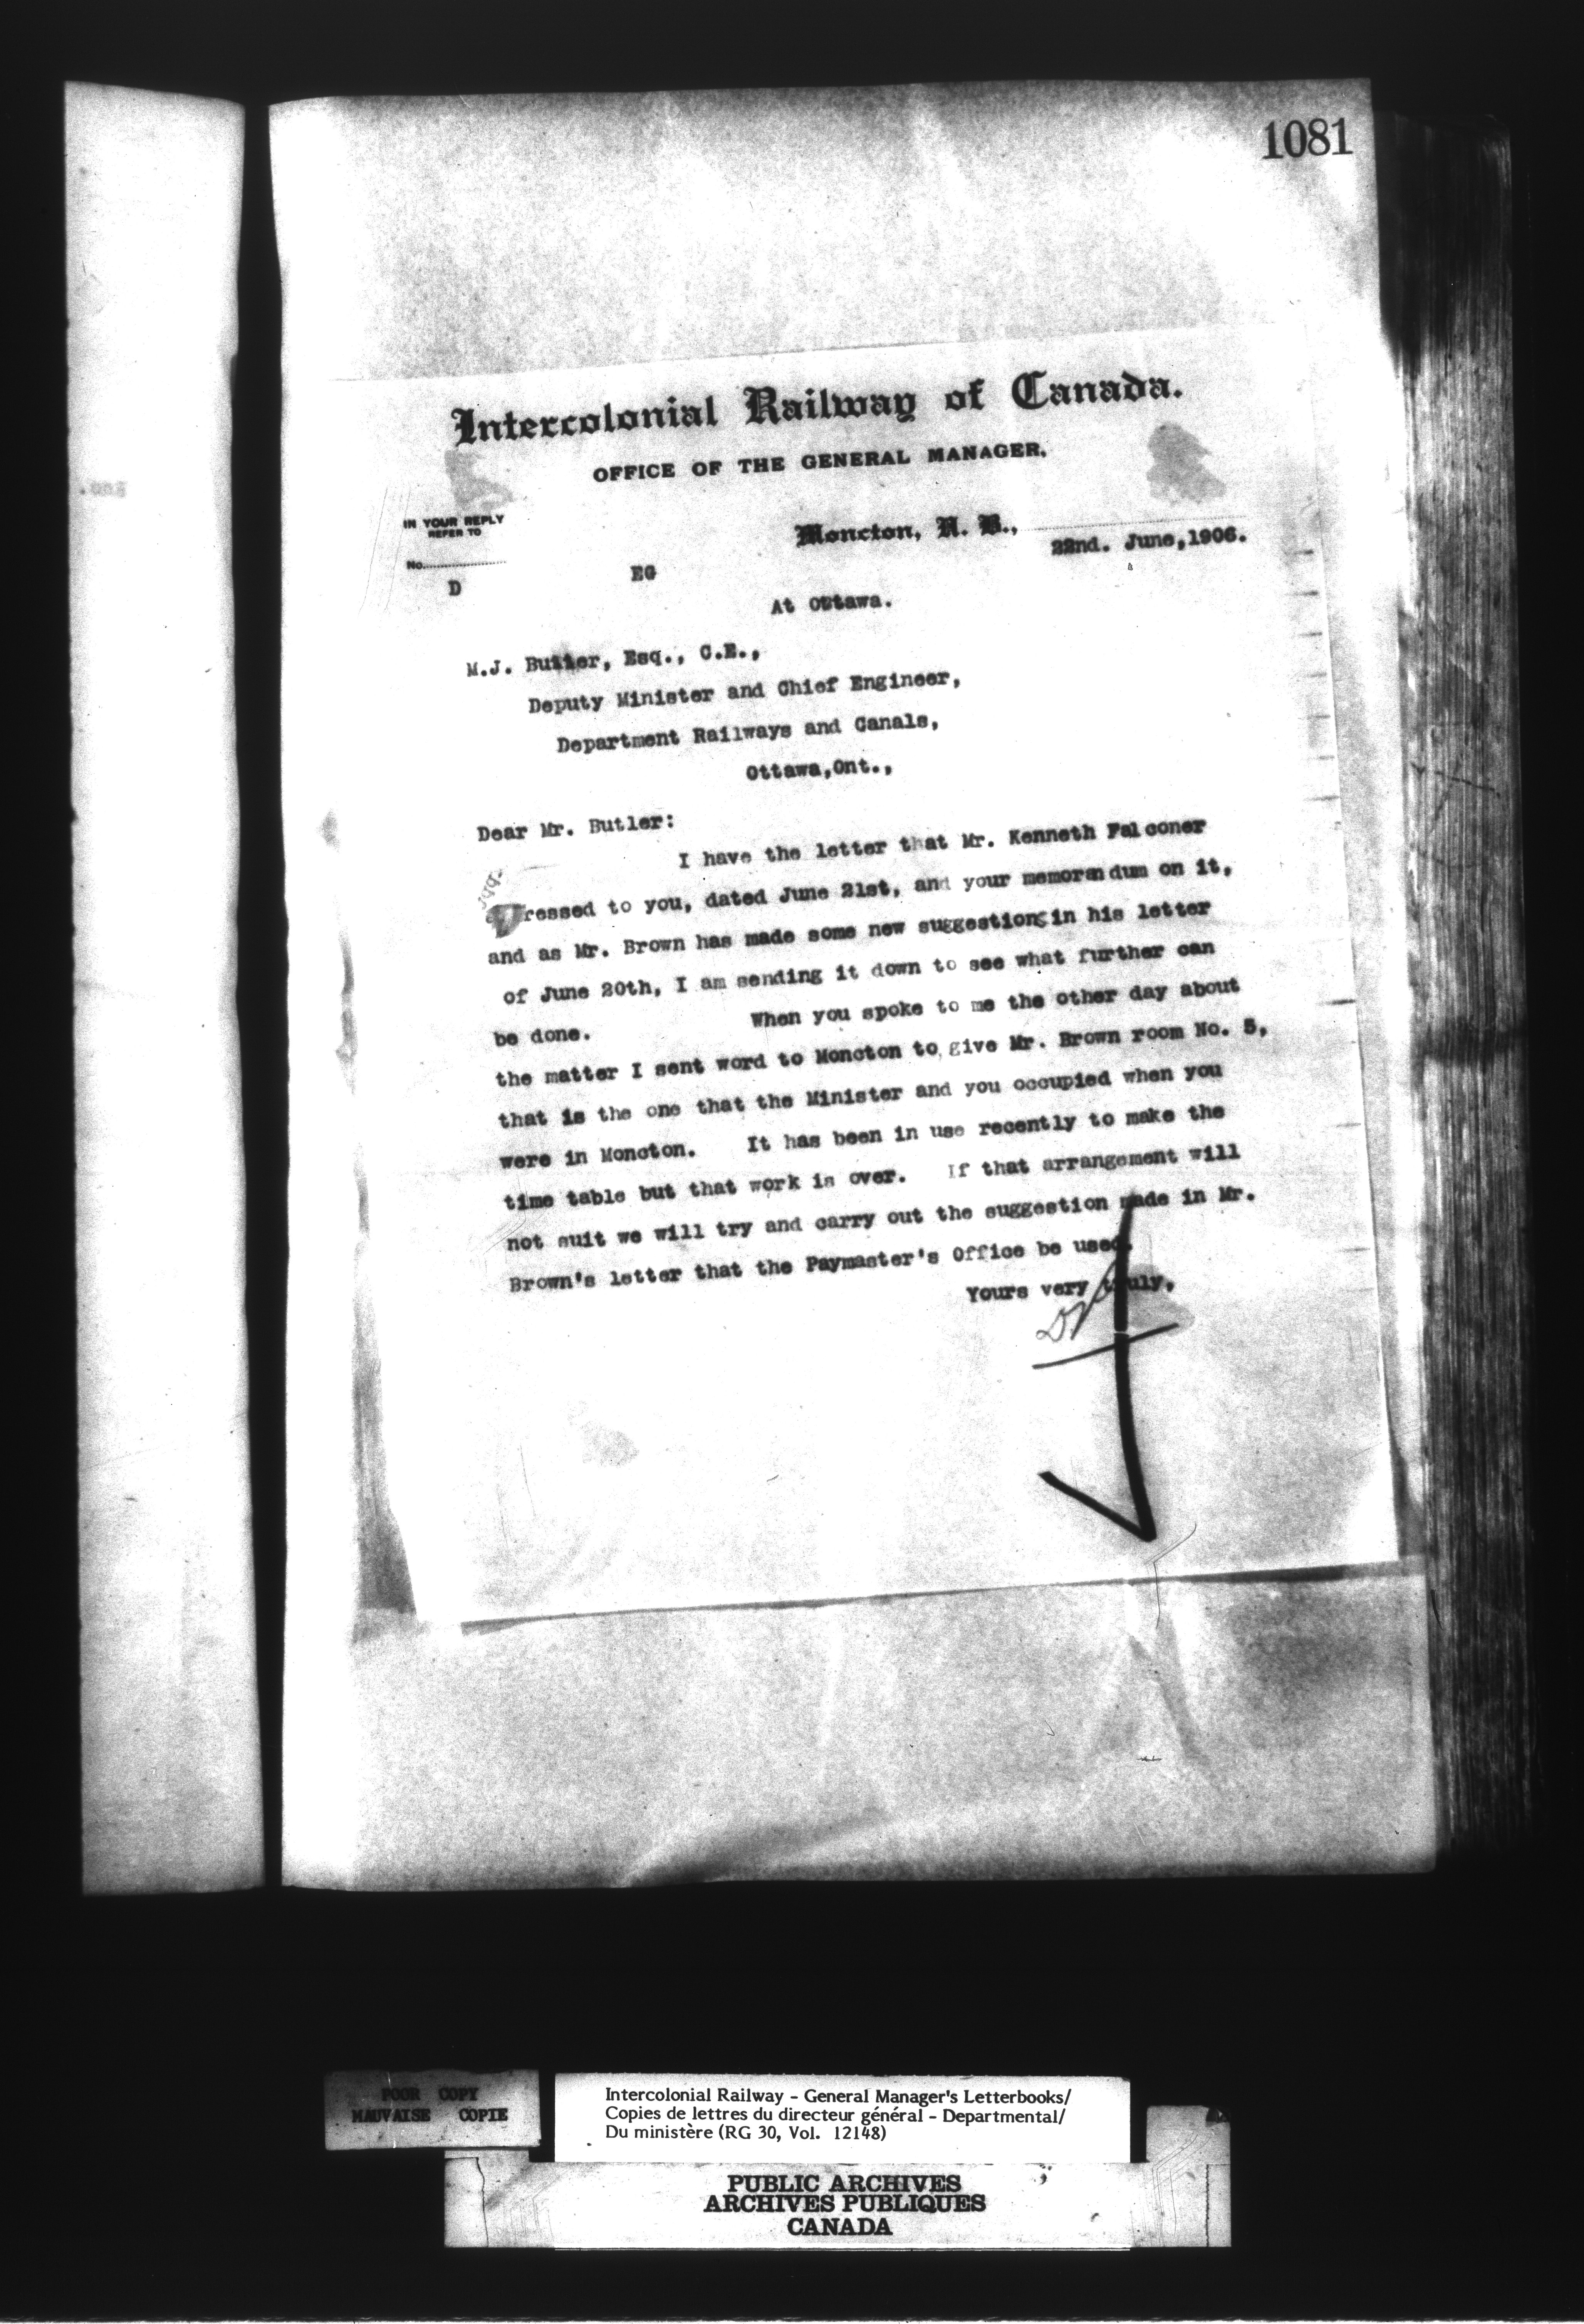 1081
Intercolonial Railway of Canada.
OFFICE OF THE GENERAL MANAGER.
IN YOUR REPLY
REFER TO
Moncton, N. B.,
22nd. June,1906.
No.
D
EG
At Ottawa.
M.J. Butler, Esq., C.E.,
Deputy Minister and Chief Engineer,
Department Railways and Canals,
Ottawa,Ont.,
Dear Mr. Butler:
I have the letter that Mr. Kenneth Falconer
ressed to you, dated June 21st, and your memorandum on it,
and as Mr. Brown has made some new suggestions in his letter
of June 20th, I am sending it down to see what further can
be done.
When you spoke to me the other day about
the matter I sent word to Moncton to give Mr. Brown room No. 5,
that is the one that the Minister and you occupied when you
were in Moncton. It has been in use recently to make the
time table but that work is over. If that arrangement will
not suit we will try and carry out the suggestion made in Mr.
Brown's letter that the Paymaster's Office be used.
Yours very truly,
POOR COPY
MAUVAISE COPIE
Intercolonial Railway - General Manager's Letterbooks/
Copies de lettres du directeur général - Departmental/
Du ministère (RG 30, Vol. 12148)
PUBLIC ARCHIVES
ARCHIVES PUBLIQUES
CANADA